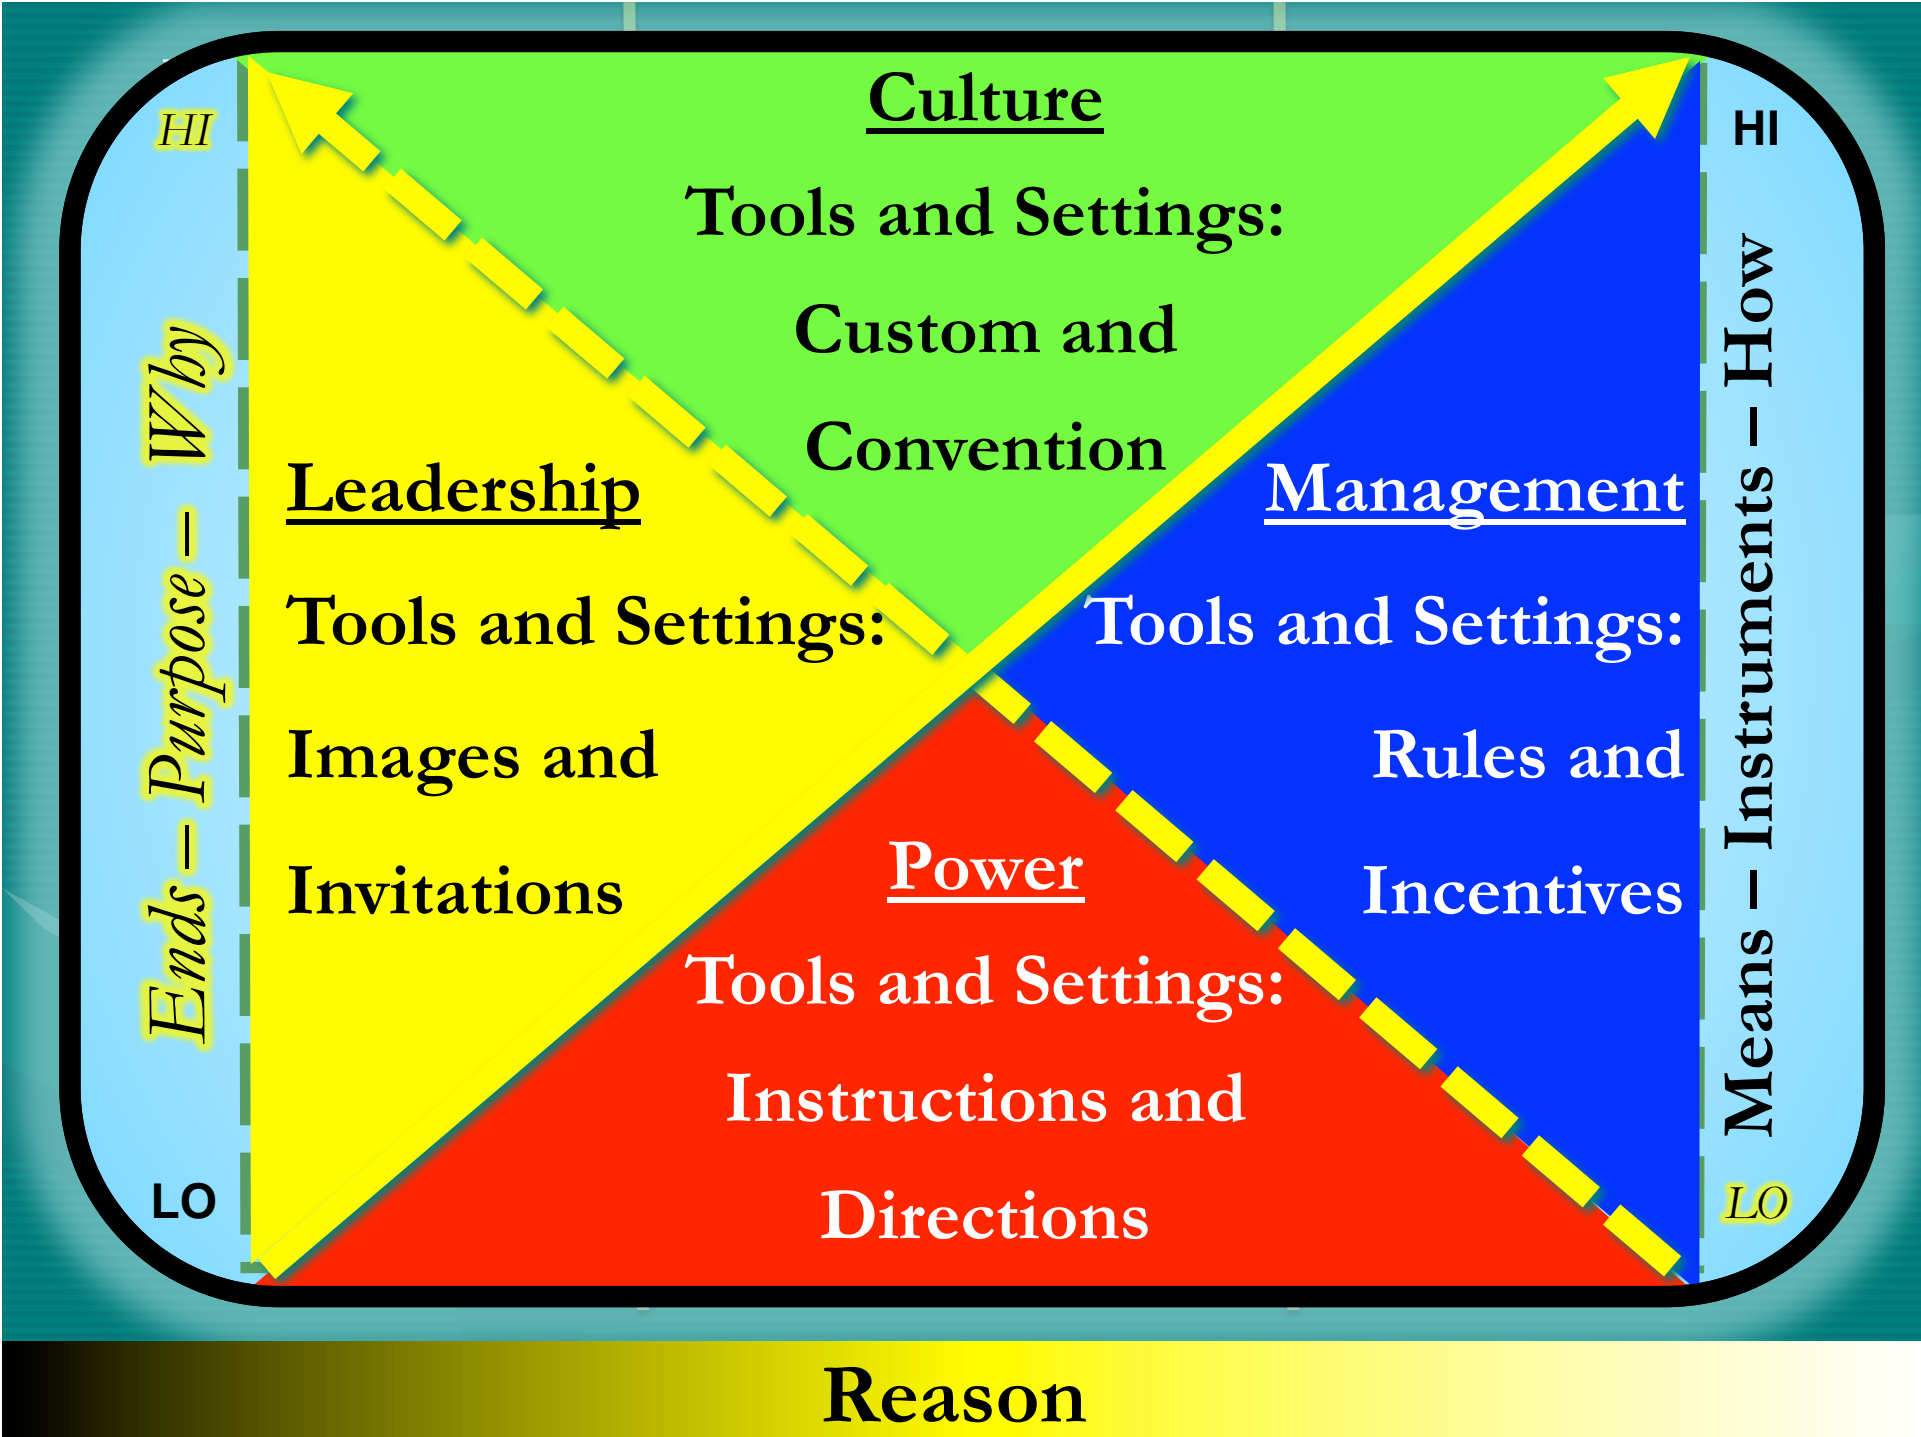 HI
Ends – Purpose – Why
LO
Culture
Tools and Settings:
Custom and
Convention
Leadership
Tools and Settings:
Images and
Invitations
Management
Tools and Settings:
Rules and
Incentives
Power
Tools and Settings:
Instructions and
Directions
HI
Means – Instruments – How
LO
Reason